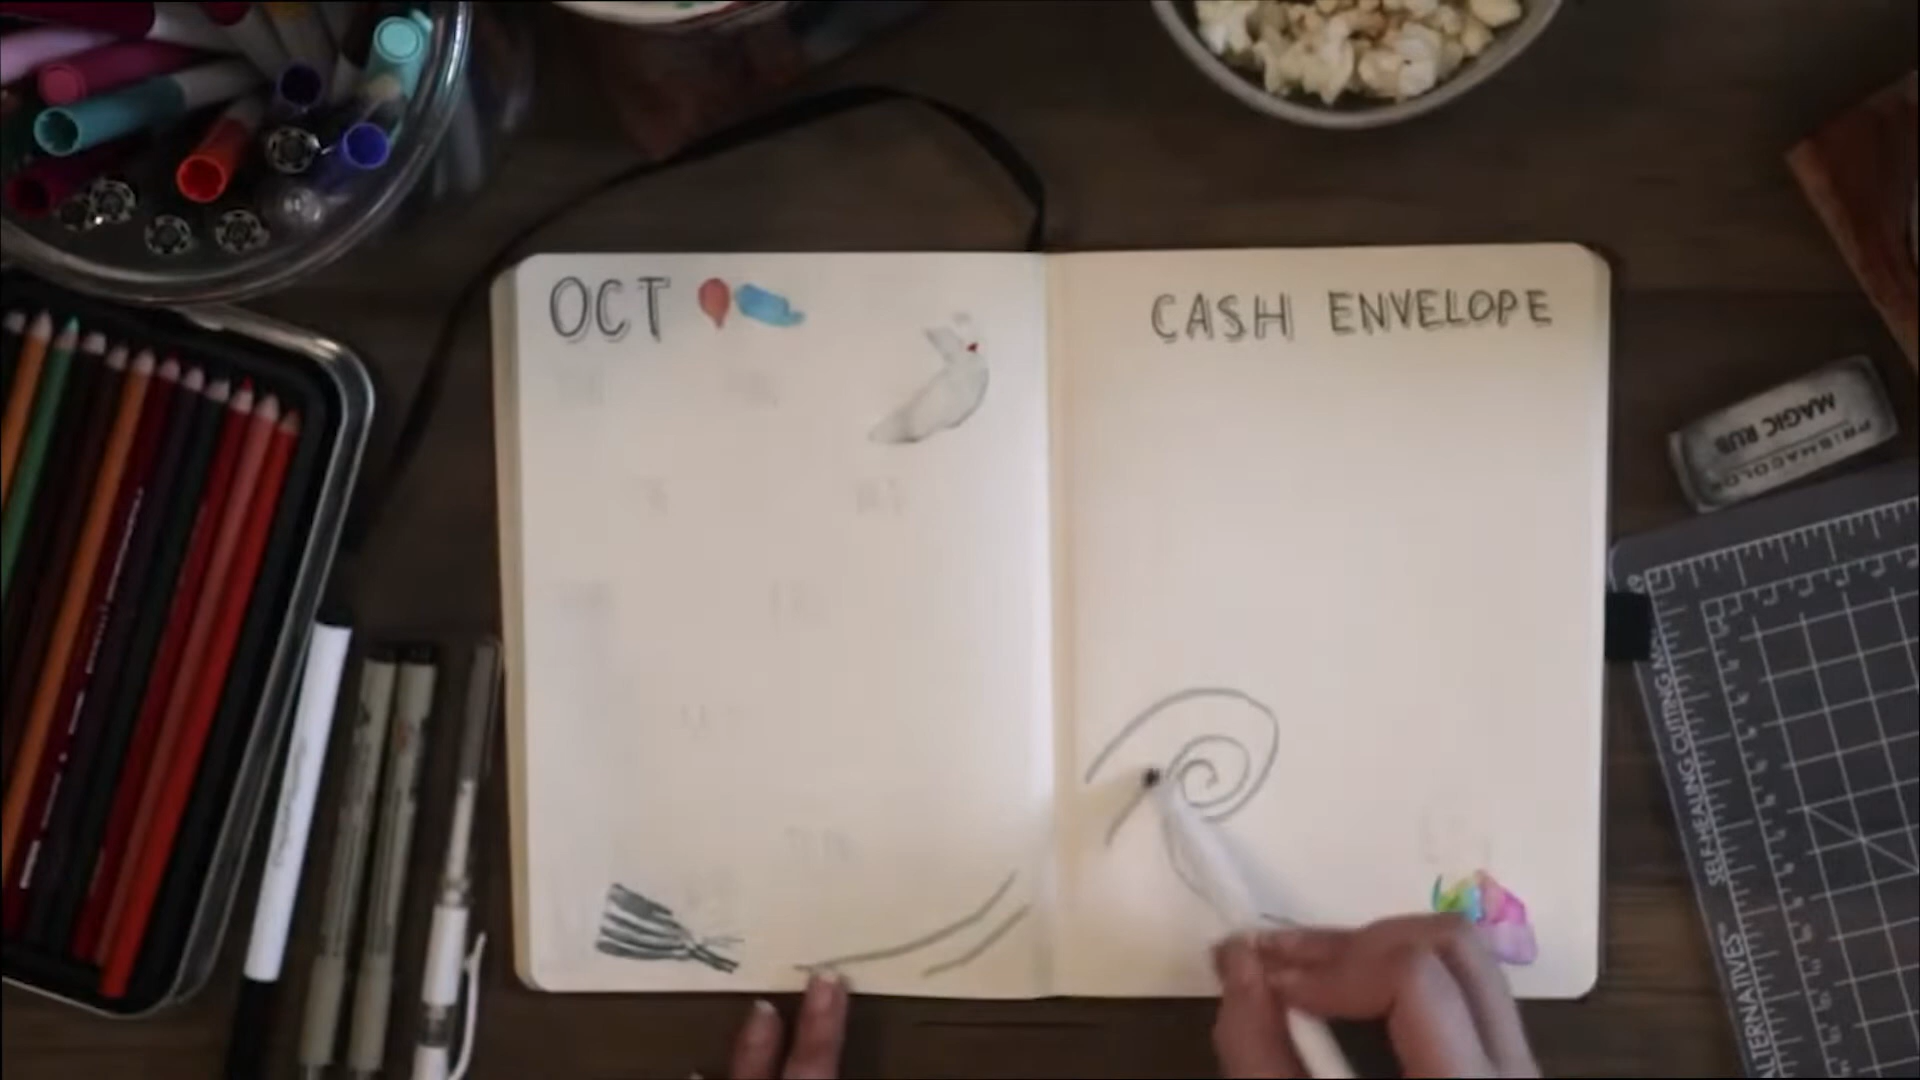 OCT
CASH ENVELOPE
MAGIC RUB
PRISMACOLOR
SELF-HEALING CUTTING MAT
ALTERNATIVES